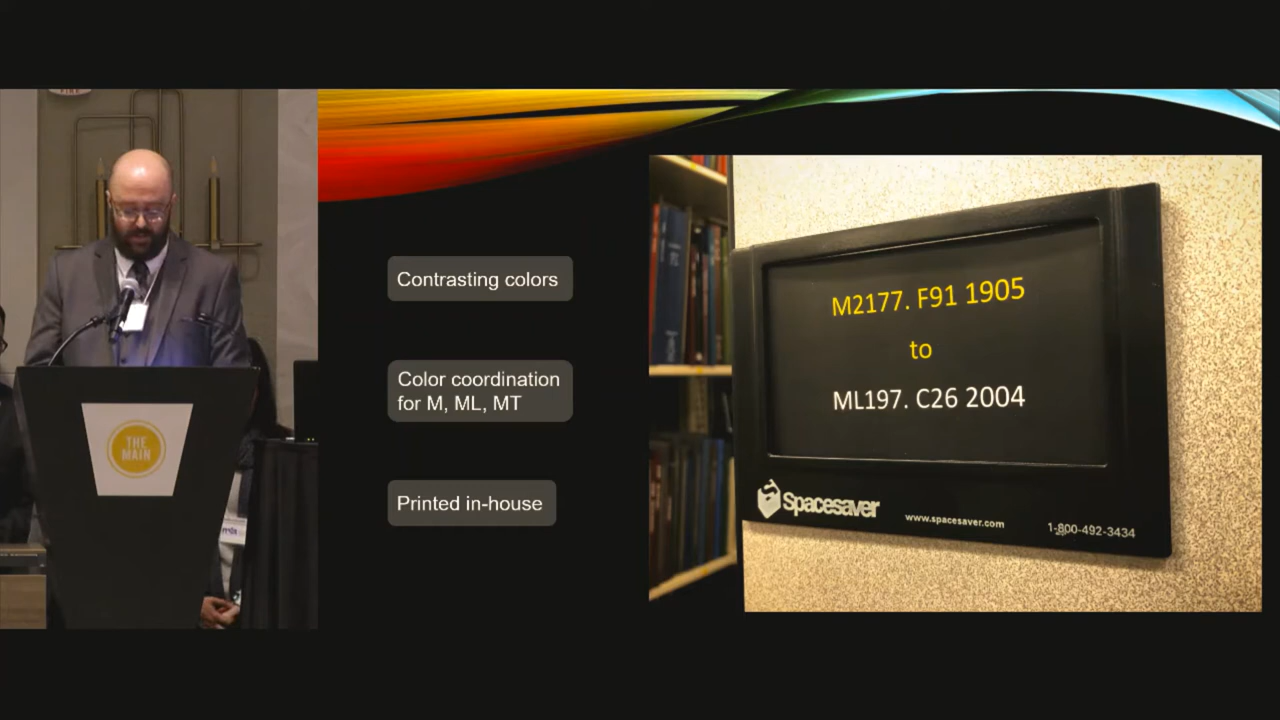 THE
MAIN
Contrasting colors
Color coordination
for M, ML, MT
Printed in-house
M2177. F91 1905
to
ML197. C26 2004
Spacesaver
www.spacesaver.com
1-800-492-3434